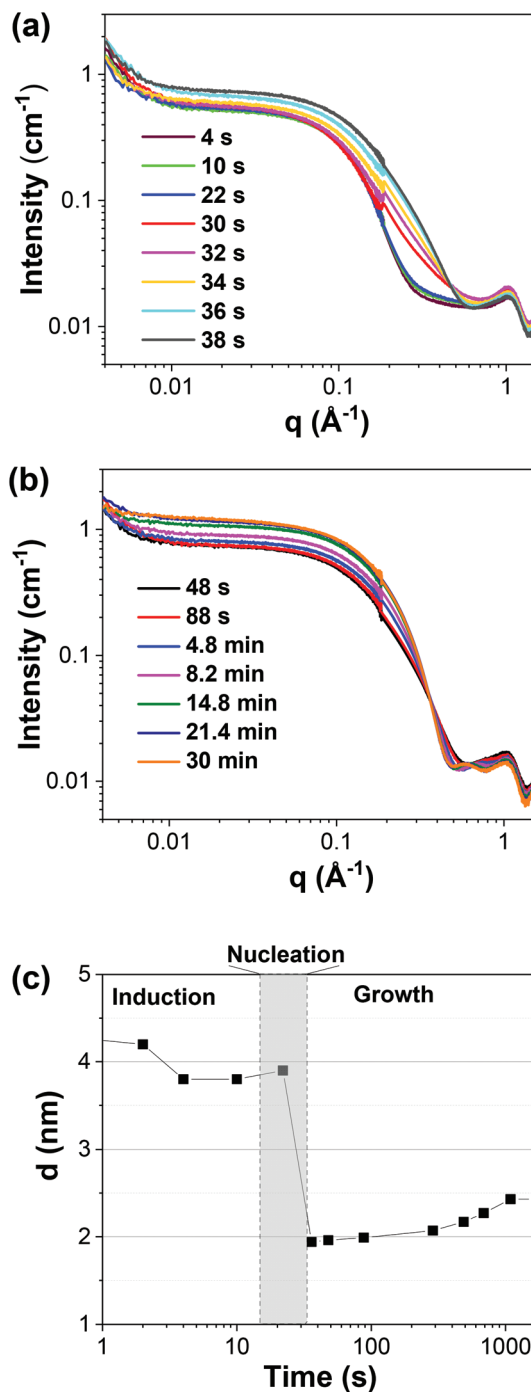 (a)
Intensity (cm⁻¹)
1
0.1
0.01
4 s
10 s
22 s
30 s
32 s
34 s
36 s
38 s
0.01 0.1 1
q (Å⁻¹)
(b)
Intensity (cm⁻¹)
1
0.1
0.01
48 s
88 s
4.8 min
8.2 min
14.8 min
21.4 min
30 min
0.01 0.1 1
q (Å⁻¹)
(c)
Nucleation
Induction Growth
d (nm)
5
4
3
2
1
1 10 100 1000
Time (s)